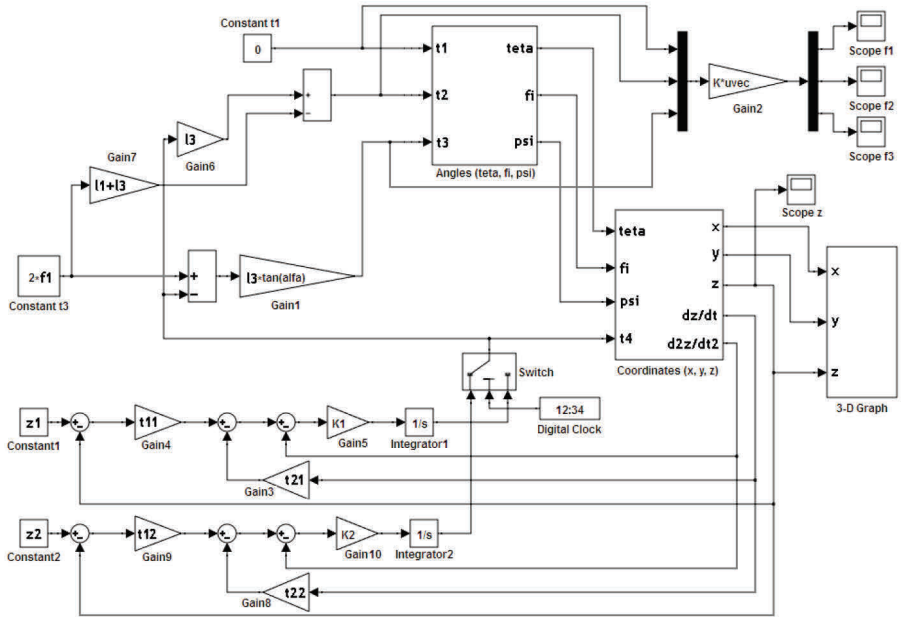 Constant t1
0
t1
t2
t3
teta
fi
psi
Angles (teta, fi, psi)
K*uvec
Gain2
Scope f1
Scope f2
Scope f3
+
−
l3
Gain6
Gain7
l1+l3
2*f1
Constant t3
+
−
l3*tan(alfa)
Gain1
Scope z
teta
fi
psi
t4
x
y
z
dz/dt
d2z/dt2
Coordinates (x, y, z)
x
y
z
3-D Graph
Switch
12:34
Digital Clock
z1
Constant1
+−
t11
Gain4
+−
+−
K1
Gain5
1/s
Integrator1
t21
Gain3
z2
Constant2
+−
t12
Gain9
+−
+−
K2
Gain10
1/s
Integrator2
t22
Gain8